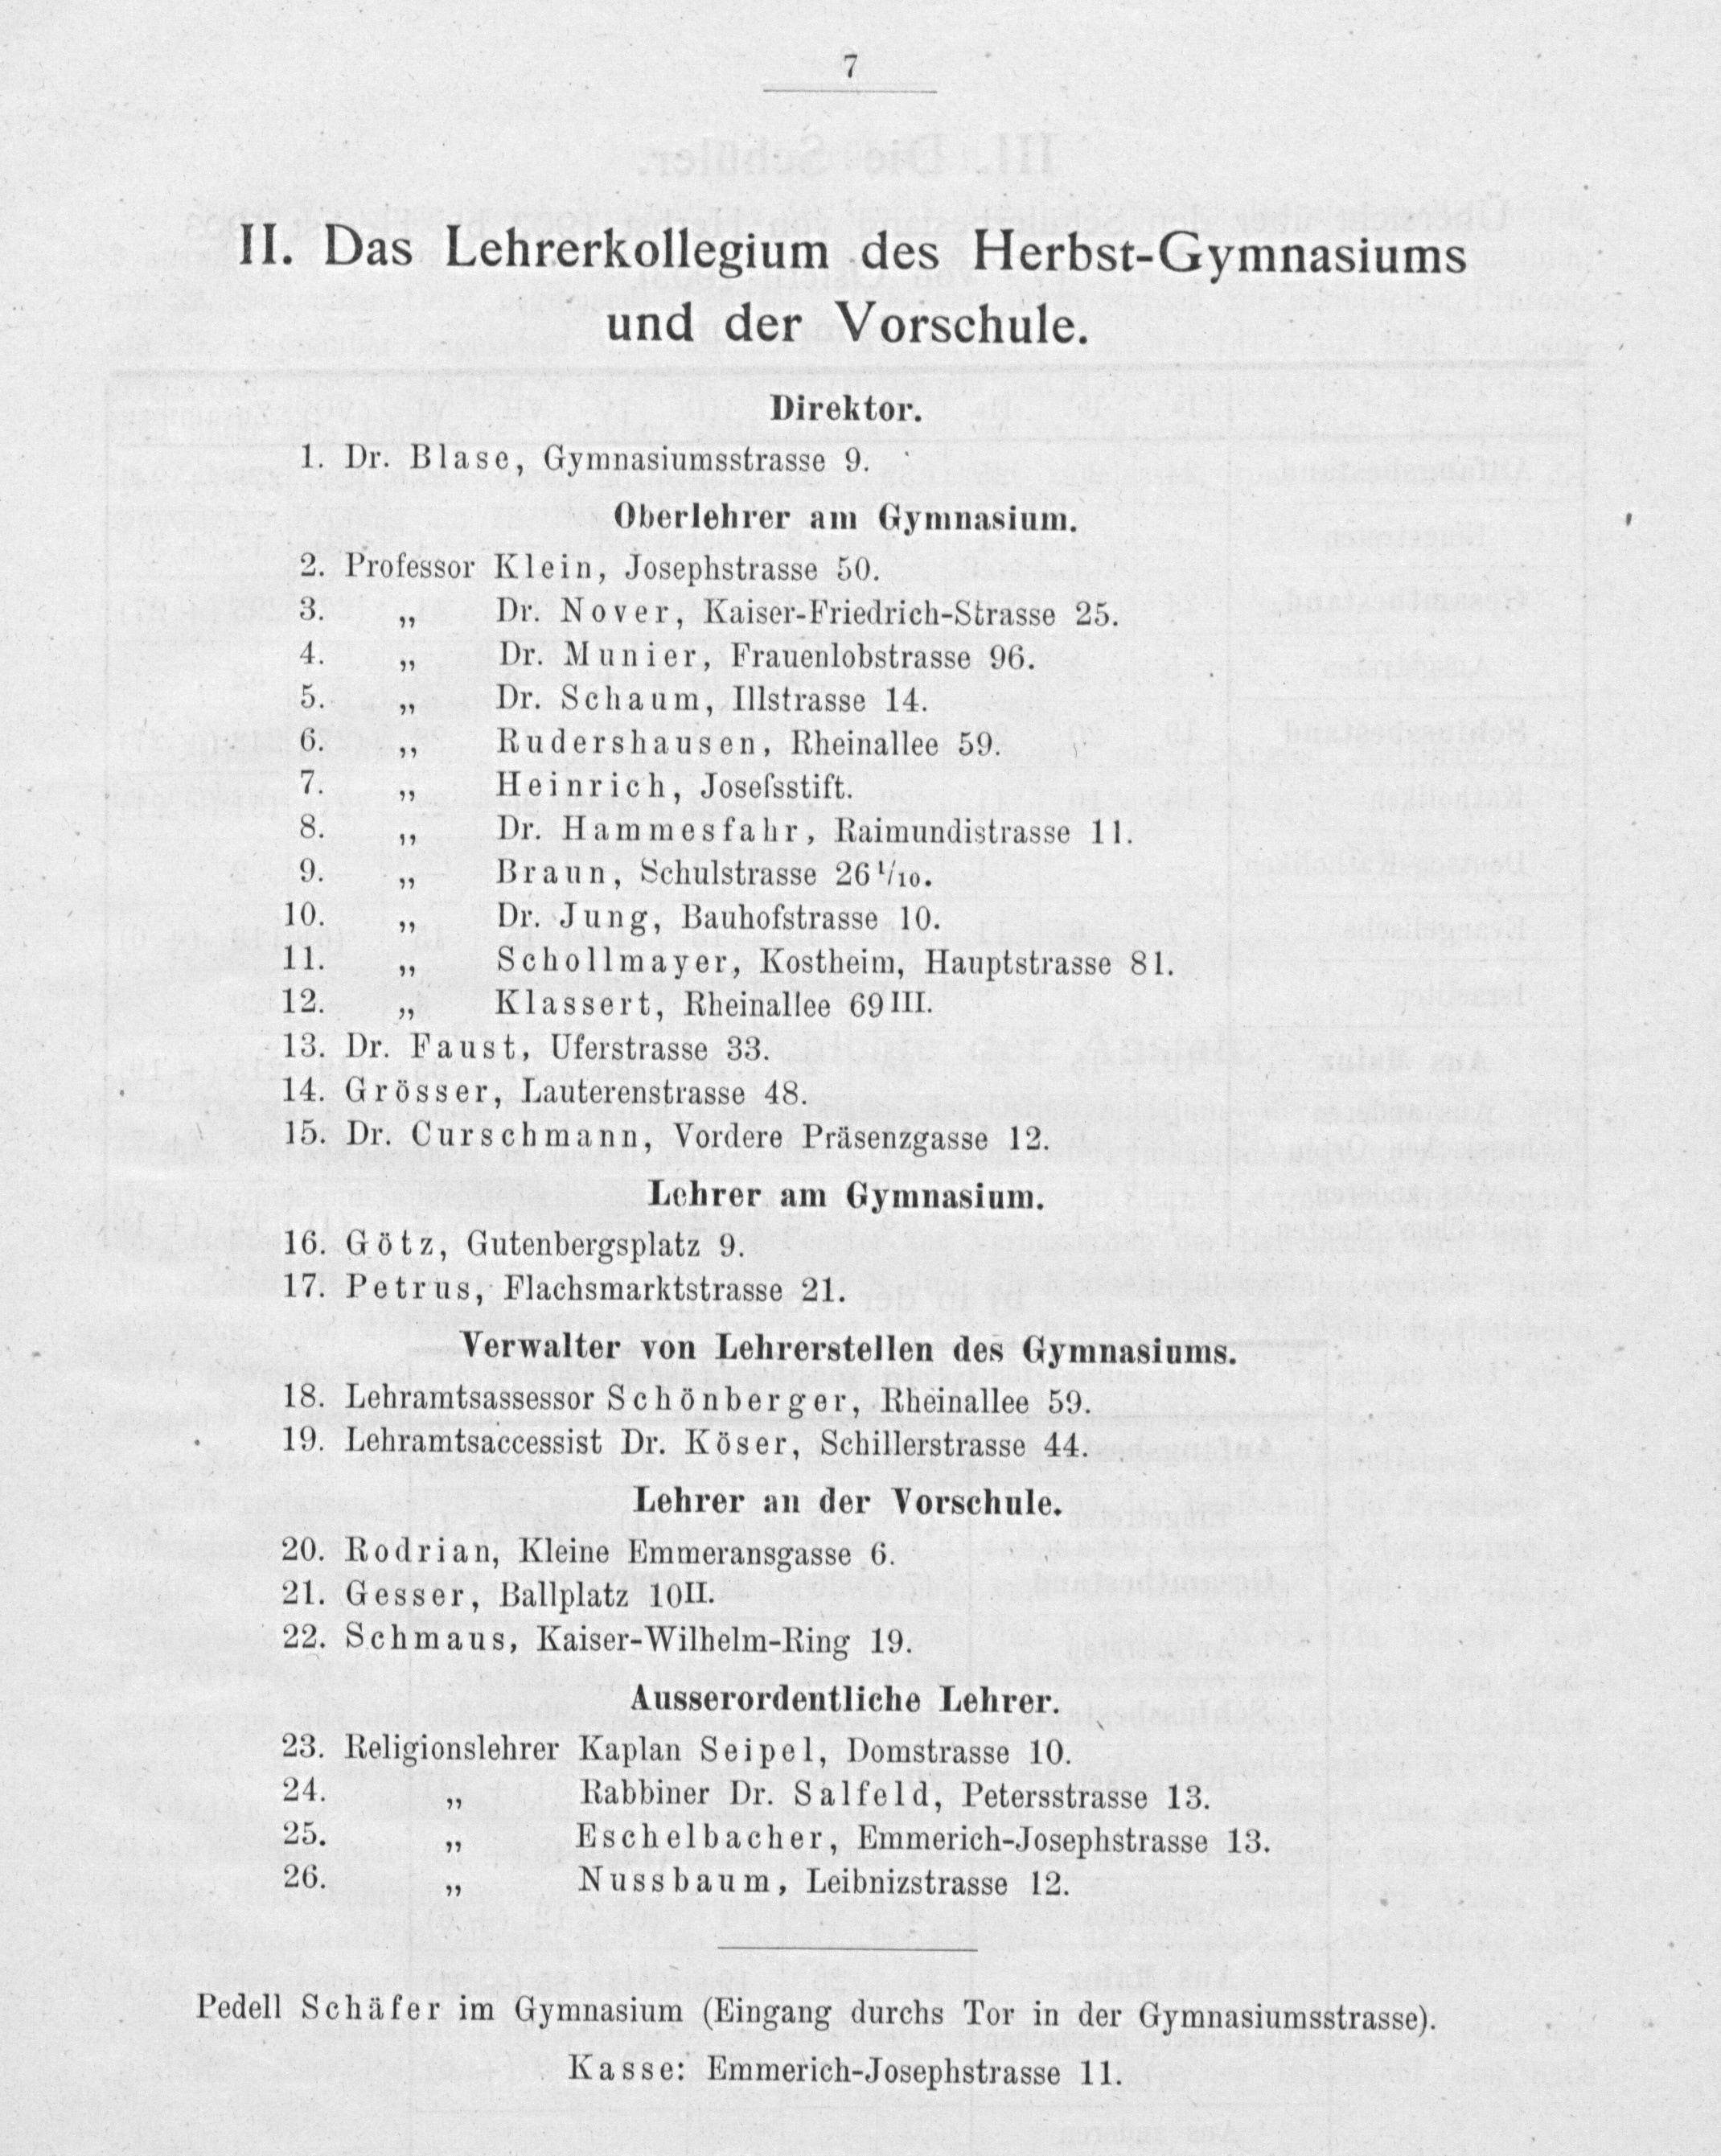 7
II. Das Lehrerkollegium des Herbst-Gymnasiums
und der Vorschule.
Direktor.
1. Dr. Blase, Gymnasiumsstrasse 9.
Oberlehrer am Gymnasium.
2. Professor Klein, Josephstrasse 50.
3. „ Dr. Nover, Kaiser-Friedrich-Strasse 25.
4. „ Dr. Munier, Frauenlobstrasse 96.
5. „ Dr. Schaum, Illstrasse 14.
6. „ Rudershausen, Rheinallee 59.
7. „ Heinrich, Josefsstift.
8. „ Dr. Hammesfahr, Raimundistrasse 11.
9. „ Braun, Schulstrasse 26 1/10.
10. „ Dr. Jung, Bauhofstrasse 10.
11. „ Schollmayer, Kostheim, Hauptstrasse 81.
12. „ Klassert, Rheinallee 69 III.
13. Dr. Faust, Uferstrasse 33.
14. Grösser, Lauterenstrasse 48.
15. Dr. Curschmann, Vordere Präsenzgasse 12.
Lehrer am Gymnasium.
16. Götz, Gutenbergsplatz 9.
17. Petrus, Flachsmarktstrasse 21.
Verwalter von Lehrerstellen des Gymnasiums.
18. Lehramtsassessor Schönberger, Rheinallee 59.
19. Lehramtsaccessist Dr. Köser, Schillerstrasse 44.
Lehrer an der Vorschule.
20. Rodrian, Kleine Emmeransgasse 6.
21. Gesser, Ballplatz 10II.
22. Schmaus, Kaiser-Wilhelm-Ring 19.
Ausserordentliche Lehrer.
23. Religionslehrer Kaplan Seipel, Domstrasse 10.
24. „ Rabbiner Dr. Salfeld, Petersstrasse 13.
25. „ Eschelbacher, Emmerich-Josephstrasse 13.
26. „ Nussbaum, Leibnizstrasse 12.
Pedell Schäfer im Gymnasium (Eingang durchs Tor in der Gymnasiumsstrasse).
Kasse: Emmerich-Josephstrasse 11.